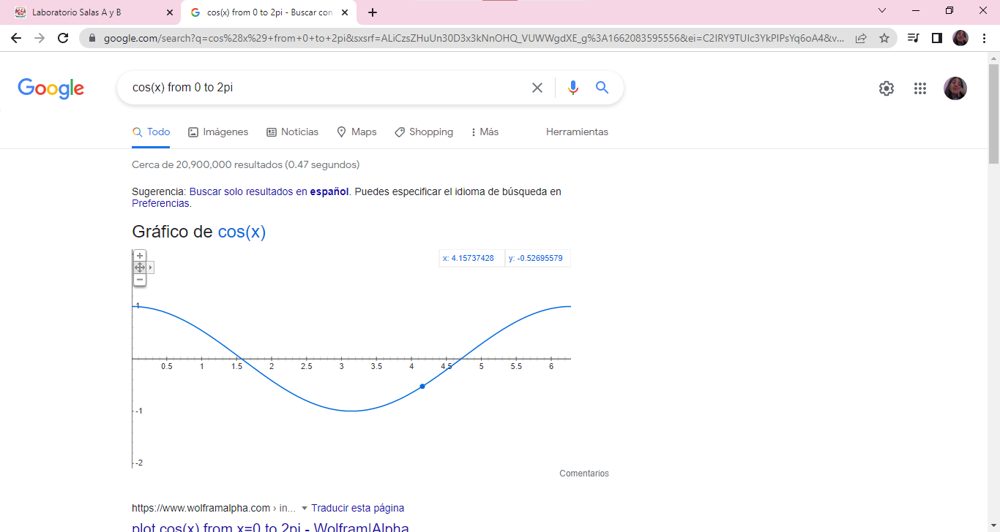 Laboratorio Salas A y B
cos(x) from 0 to 2pi - Buscar con
google.com/search?q=cos%28x%29+from+0+to+2pi&sxsrf=ALiCzsZHuUn30D3x3kNnOHQ_VUWWgdXE_g%3A1662083595556&ei=C2IRY9TUIc3YkPIPsYq6oA4&v...
Google
cos(x) from 0 to 2pi
Todo Imágenes Noticias Maps Shopping Más Herramientas
Cerca de 20,900,000 resultados (0.47 segundos)
Sugerencia: Buscar solo resultados en español. Puedes especificar el idioma de búsqueda en
Preferencias.
Gráfico de cos(x)
x: 4.15737428 y: -0.52695579
1
0.5 1 1.5 2 2.5 3 3.5 4 4.5 5 5.5 6
-1
-2
Comentarios
https://www.wolframalpha.com › in... Traducir esta página
plot cos(x) from x=0 to 2pi - Wolfram|Alpha